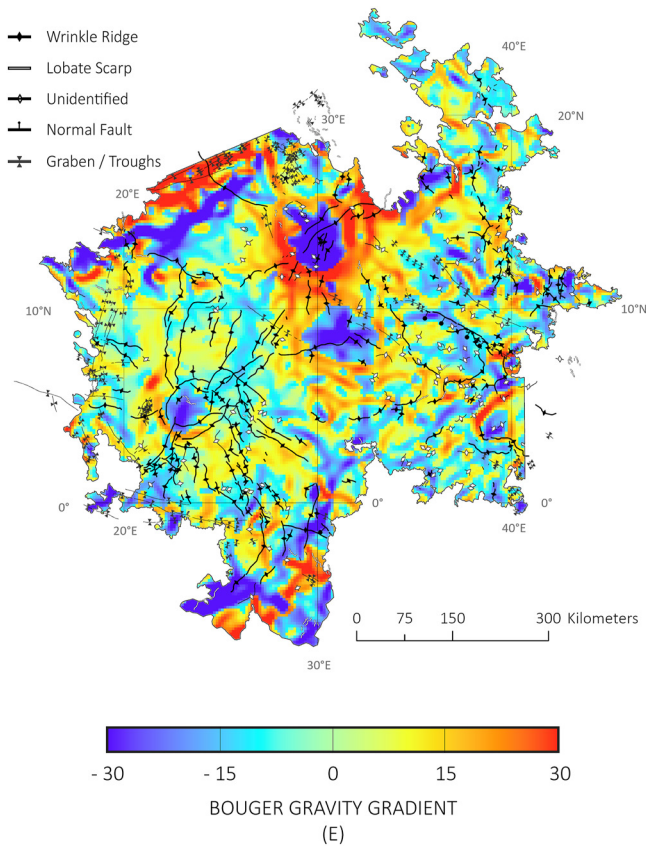 Wrinkle Ridge
Lobate Scarp
Unidentified
Normal Fault
Graben / Troughs
40°E
20°N
30°E
20°E
10°N
10°N
0°
20°E
0°
0°
40°E
0 75 150 300 Kilometers
30°E
- 30 - 15 0 15 30
BOUGER GRAVITY GRADIENT
(E)